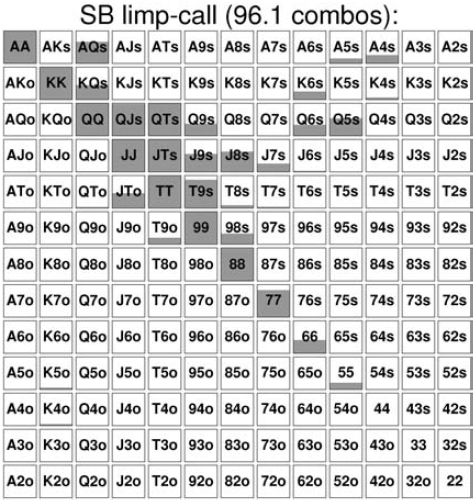 SB limp-call (96.1 combos):
AA AKs AQs AJs ATs A9s A8s A7s A6s A5s A4s A3s A2s
AKo KK KQs KJs KTs K9s K8s K7s K6s K5s K4s K3s K2s
AQo KQo QQ QJs QTs Q9s Q8s Q7s Q6s Q5s Q4s Q3s Q2s
AJo KJo QJo JJ JTs J9s J8s J7s J6s J5s J4s J3s J2s
ATo KTo QTo JTo TT T9s T8s T7s T6s T5s T4s T3s T2s
A9o K9o Q9o J9o T9o 99 98s 97s 96s 95s 94s 93s 92s
A8o K8o Q8o J8o T8o 98o 88 87s 86s 85s 84s 83s 82s
A7o K7o Q7o J7o T7o 97o 87o 77 76s 75s 74s 73s 72s
A6o K6o Q6o J6o T6o 96o 86o 76o 66 65s 64s 63s 62s
A5o K5o Q5o J5o T5o 95o 85o 75o 65o 55 54s 53s 52s
A4o K4o Q4o J4o T4o 94o 84o 74o 64o 54o 44 43s 42s
A3o K3o Q3o J3o T3o 93o 83o 73o 63o 53o 43o 33 32s
A2o K2o Q2o J2o T2o 92o 82o 72o 62o 52o 42o 32o 22